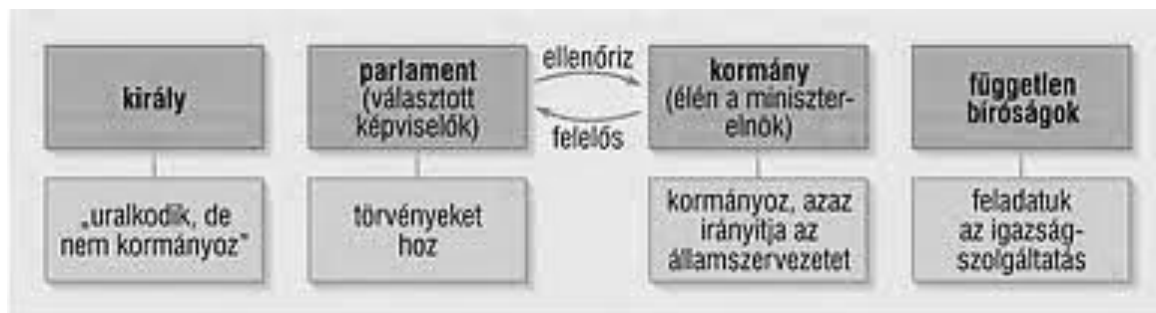 király
„uralkodik, de
nem kormányoz”
parlament
(választott
képviselők)
törvényeket
hoz
ellenőriz
felelős
kormány
(élén a miniszter-
elnök)
kormányoz, azaz
irányítja az
államszervezetet
független
bíróságok
feladatuk
az igazság-
szolgáltatás